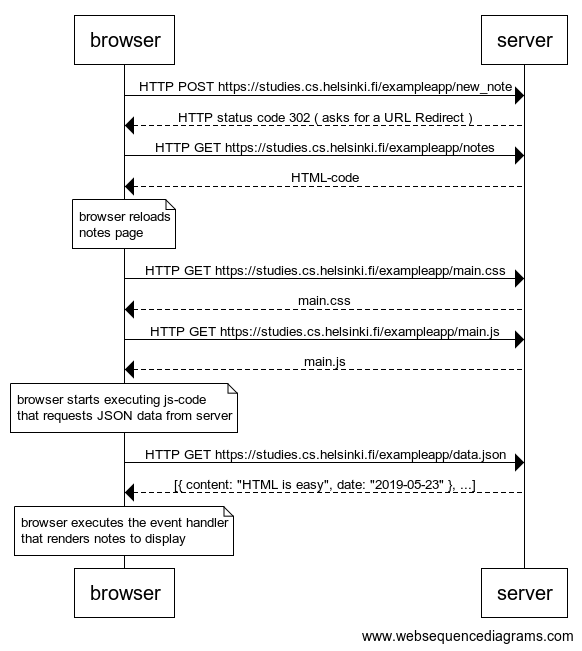 browser
server
HTTP POST https://studies.cs.helsinki.fi/exampleapp/new_note
HTTP status code 302 ( asks for a URL Redirect )
HTTP GET https://studies.cs.helsinki.fi/exampleapp/notes
HTML-code
browser reloads
notes page
HTTP GET https://studies.cs.helsinki.fi/exampleapp/main.css
main.css
HTTP GET https://studies.cs.helsinki.fi/exampleapp/main.js
main.js
browser starts executing js-code
that requests JSON data from server
HTTP GET https://studies.cs.helsinki.fi/exampleapp/data.json
[{ content: "HTML is easy", date: "2019-05-23" }, ...]
browser executes the event handler
that renders notes to display
browser
server
www.websequencediagrams.com